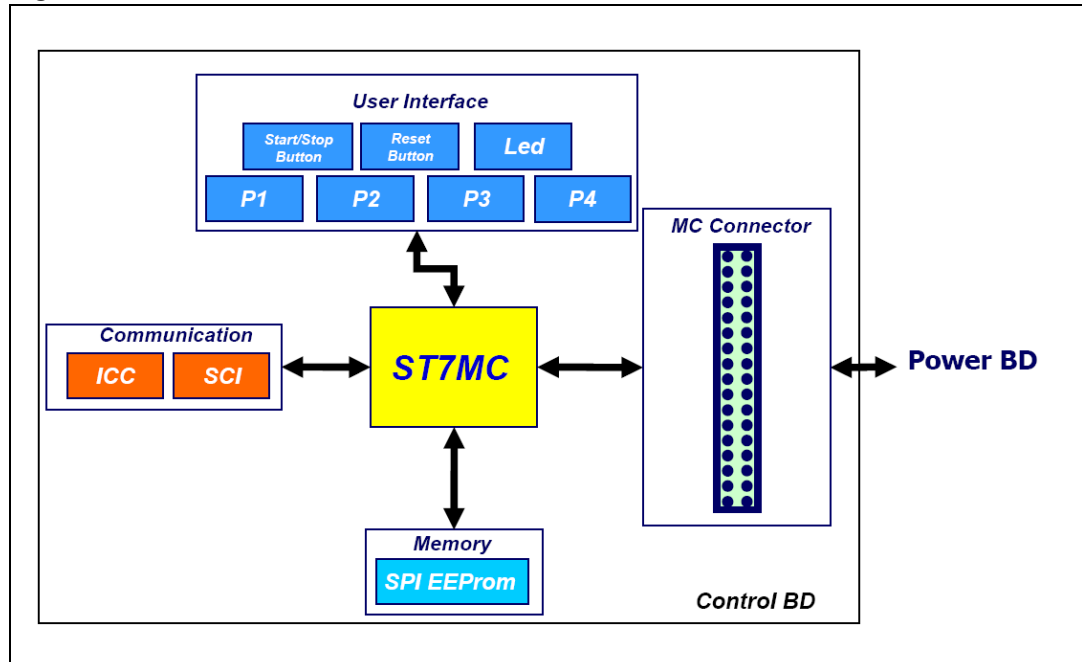 User Interface
Start/Stop
Button
Reset
Button
Led
P1
P2
P3
P4
MC Connector
Communication
ICC
SCI
ST7MC
Power BD
Memory
SPI EEProm
Control BD